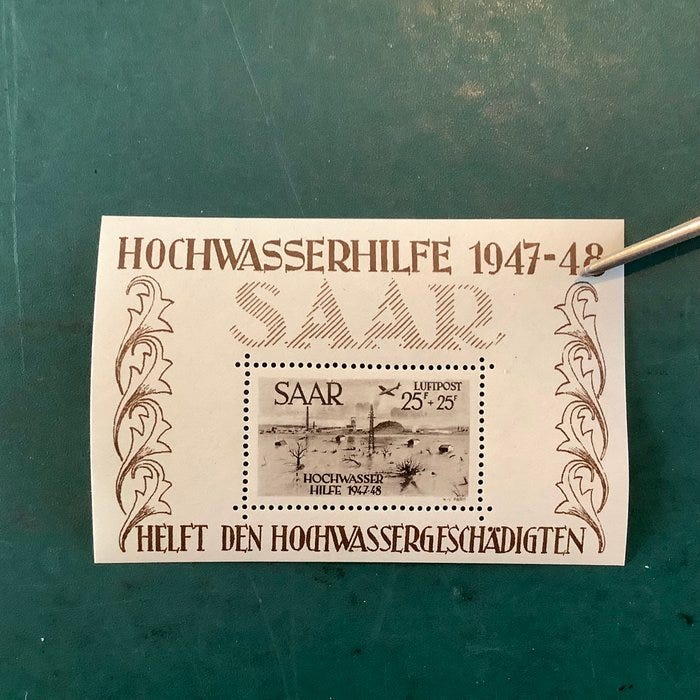 HOCHWASSERHILFE 1947-48
SAAR
SAAR LUFTPOST
25F + 25F
HOCHWASSER
HILFE 1947-48
HELFT DEN HOCHWASSERGESCHÄDIGTEN